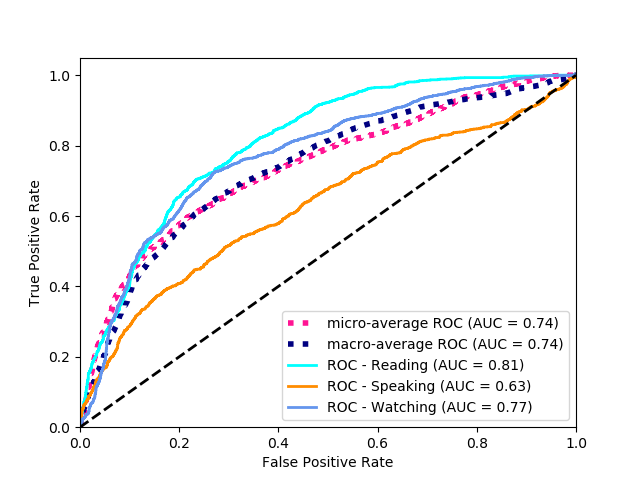 1.0
0.8
0.6
0.4
0.2
0.0
True Positive Rate
micro-average ROC (AUC = 0.74)
macro-average ROC (AUC = 0.74)
ROC - Reading (AUC = 0.81)
ROC - Speaking (AUC = 0.63)
ROC - Watching (AUC = 0.77)
0.0 0.2 0.4 0.6 0.8 1.0
False Positive Rate